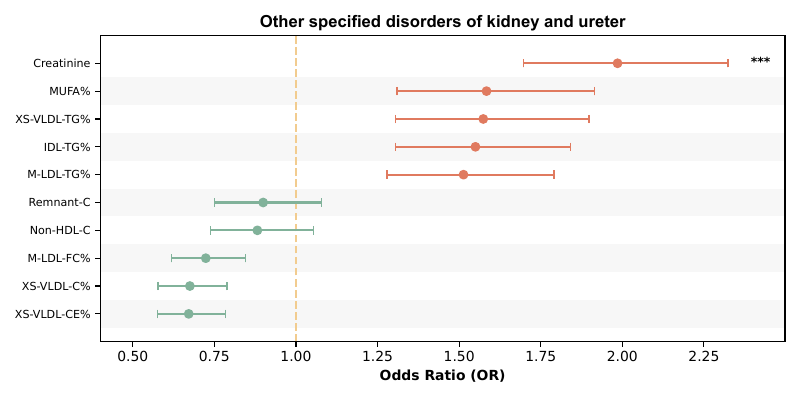 Other specified disorders of kidney and ureter
Creatinine
***
MUFA%
XS-VLDL-TG%
IDL-TG%
M-LDL-TG%
Remnant-C
Non-HDL-C
M-LDL-FC%
XS-VLDL-C%
XS-VLDL-CE%
0.50 0.75 1.00 1.25 1.50 1.75 2.00 2.25
Odds Ratio (OR)